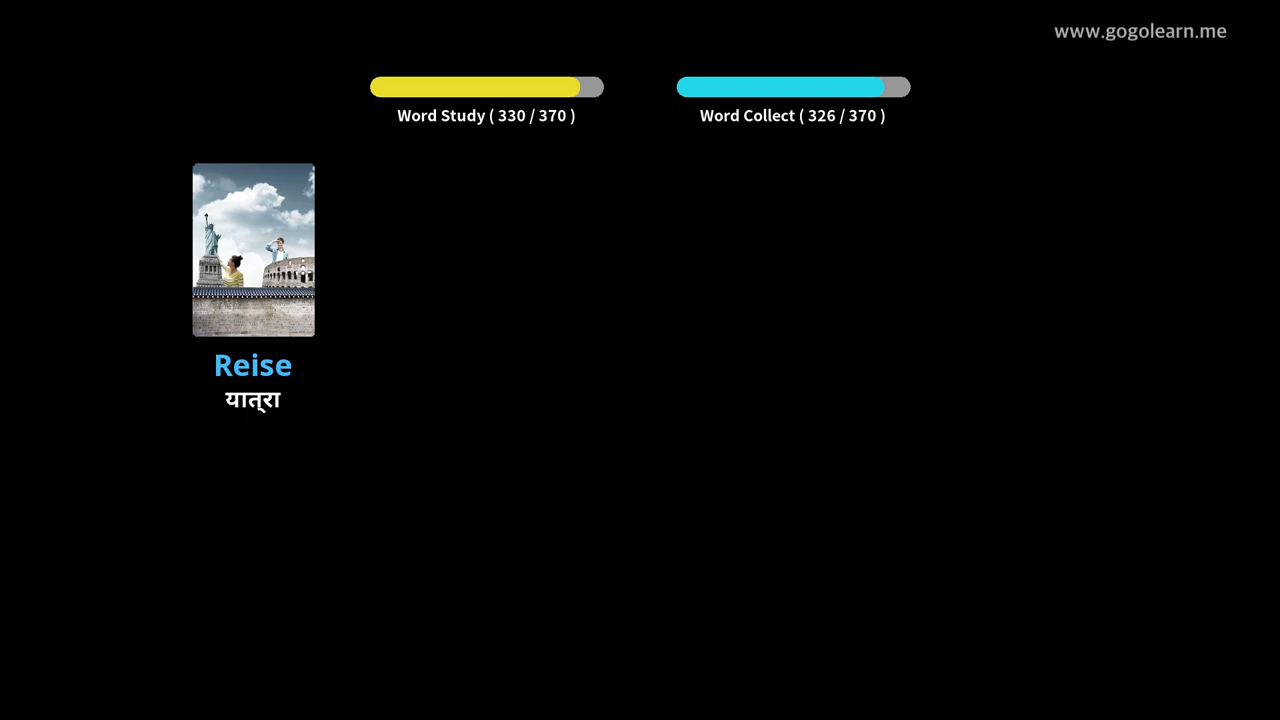 www.gogolearn.me
Word Study ( 330 / 370 )
Word Collect ( 326 / 370 )
Reise
यात्रा